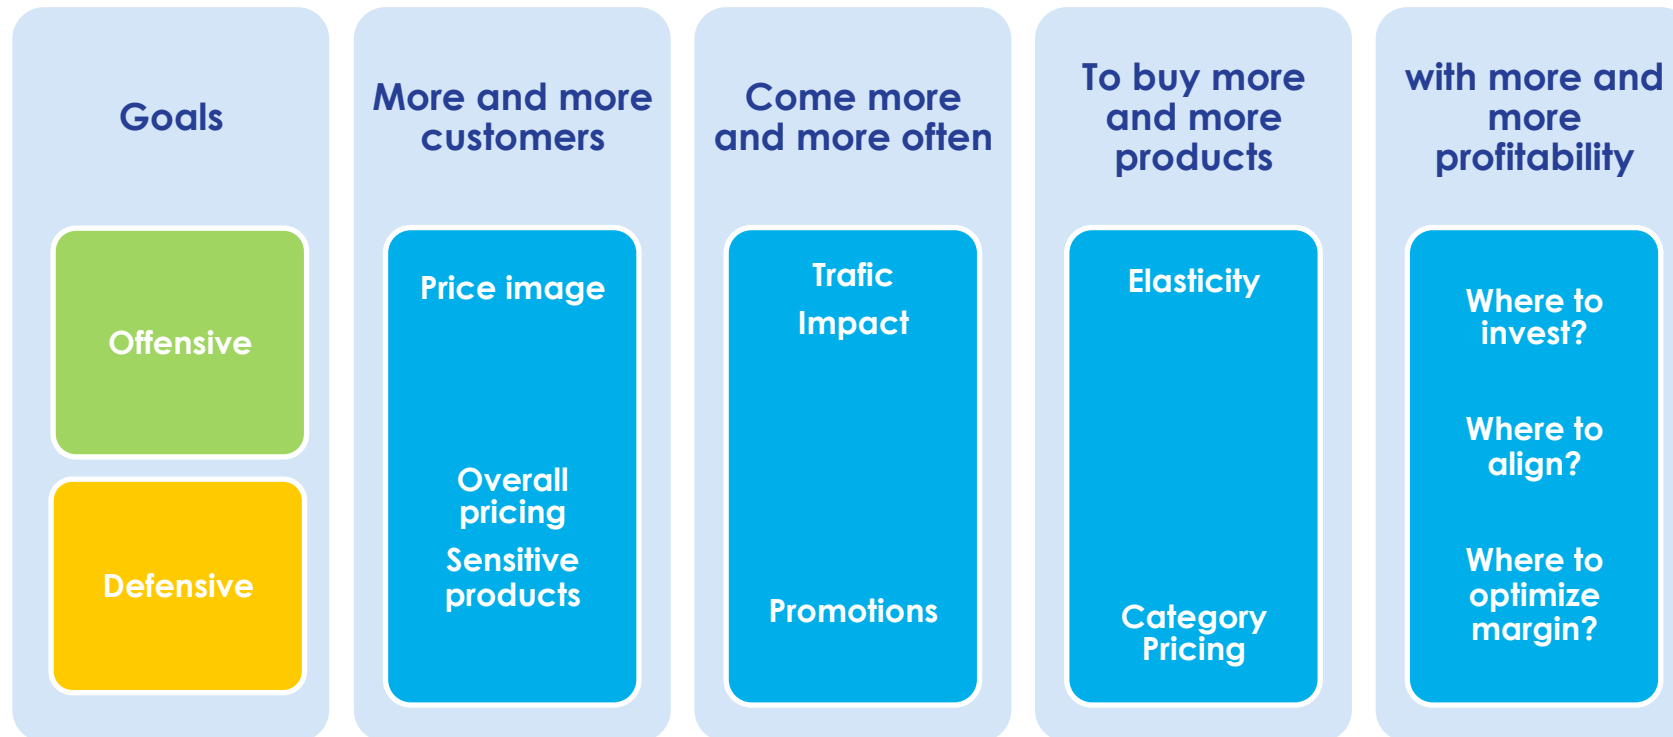 Goals
Offensive
Defensive
More and more
customers
Price image
Overall
pricing
Sensitive
products
Come more
and more often
Trafic
Impact
Promotions
To buy more
and more
products
Elasticity
Category
Pricing
with more and
more
profitability
Where to
invest?
Where to
align?
Where to
optimize
margin?